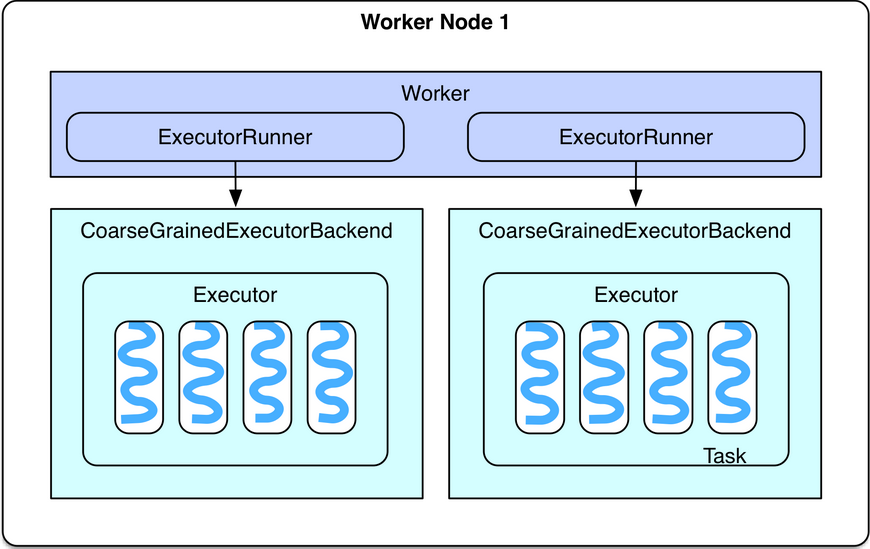 Worker Node 1
Worker
ExecutorRunner
ExecutorRunner
CoarseGrainedExecutorBackend
CoarseGrainedExecutorBackend
Executor
Executor
Task